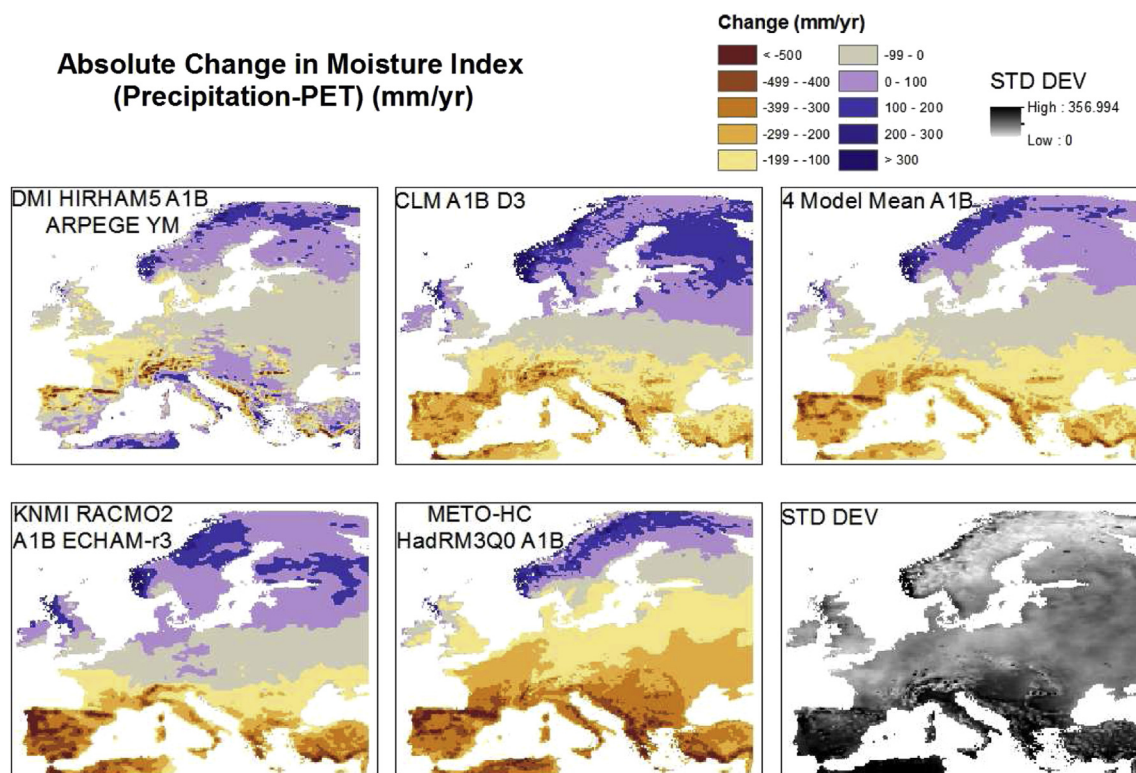 Absolute Change in Moisture Index
(Precipitation-PET) (mm/yr)
Change (mm/yr)
< -500
-499 - -400
-399 - -300
-299 - -200
-199 - -100
-99 - 0
0 - 100
100 - 200
200 - 300
> 300
STD DEV
High : 356.994
Low : 0
DMI HIRHAM5 A1B
ARPEGE YM
CLM A1B D3
4 Model Mean A1B
KNMI RACMO2
A1B ECHAM-r3
METO-HC
HadRM3Q0 A1B
STD DEV